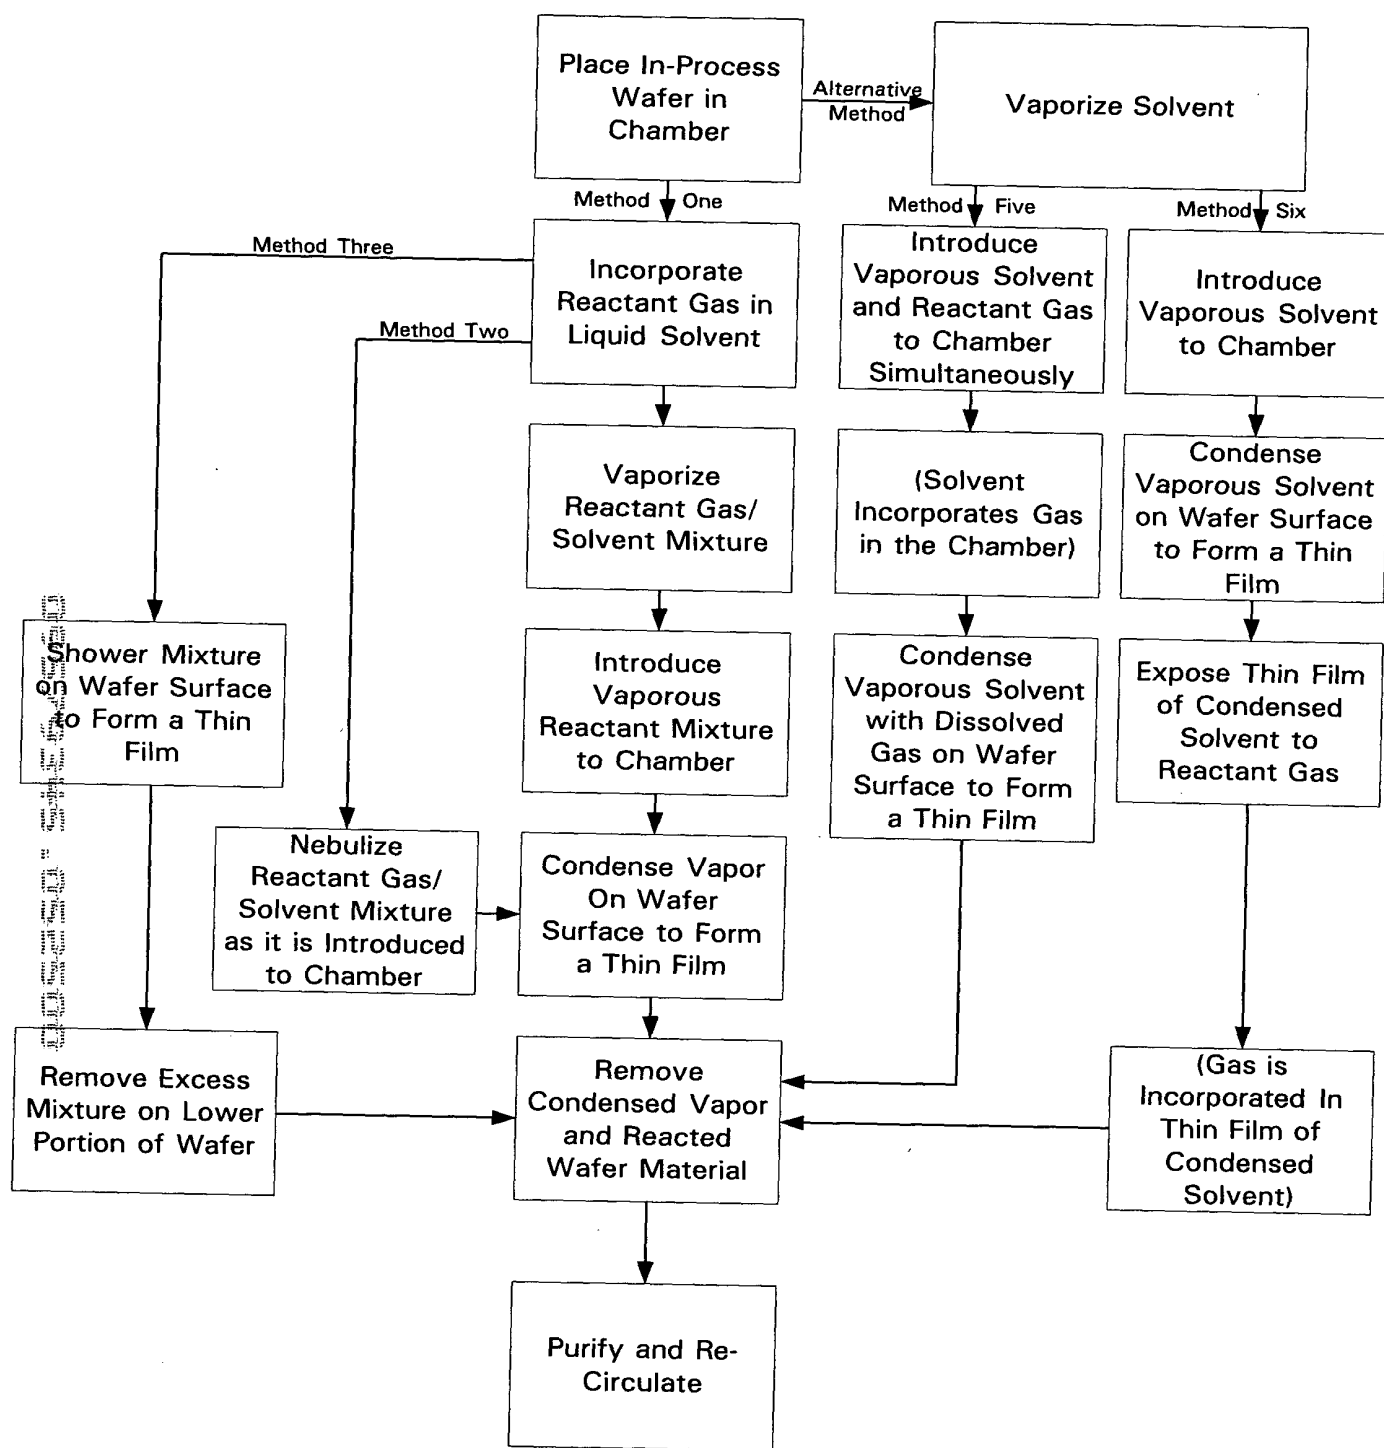 Place In-Process
Wafer in
Chamber
Alternative
Method
Vaporize Solvent
Method One
Method Five
Method Six
Method Three
Incorporate
Reactant Gas in
Liquid Solvent
Method Two
Introduce
Vaporous Solvent
and Reactant Gas
to Chamber
Simultaneously
Introduce
Vaporous Solvent
to Chamber
Vaporize
Reactant Gas/
Solvent Mixture
(Solvent
Incorporates Gas
in the Chamber)
Condense
Vaporous Solvent
on Wafer Surface
to Form a Thin
Film
Shower Mixture
on Wafer Surface
to Form a Thin
Film
Introduce
Vaporous
Reactant Mixture
to Chamber
Condense
Vaporous Solvent
with Dissolved
Gas on Wafer
Surface to Form
a Thin Film
Expose Thin Film
of Condensed
Solvent to
Reactant Gas
Nebulize
Reactant Gas/
Solvent Mixture
as it is Introduced
to Chamber
Condense Vapor
On Wafer
Surface to Form
a Thin Film
Remove Excess
Mixture on Lower
Portion of Wafer
Remove
Condensed Vapor
and Reacted
Wafer Material
(Gas is
Incorporated In
Thin Film of
Condensed
Solvent)
Purify and Re-
Circulate